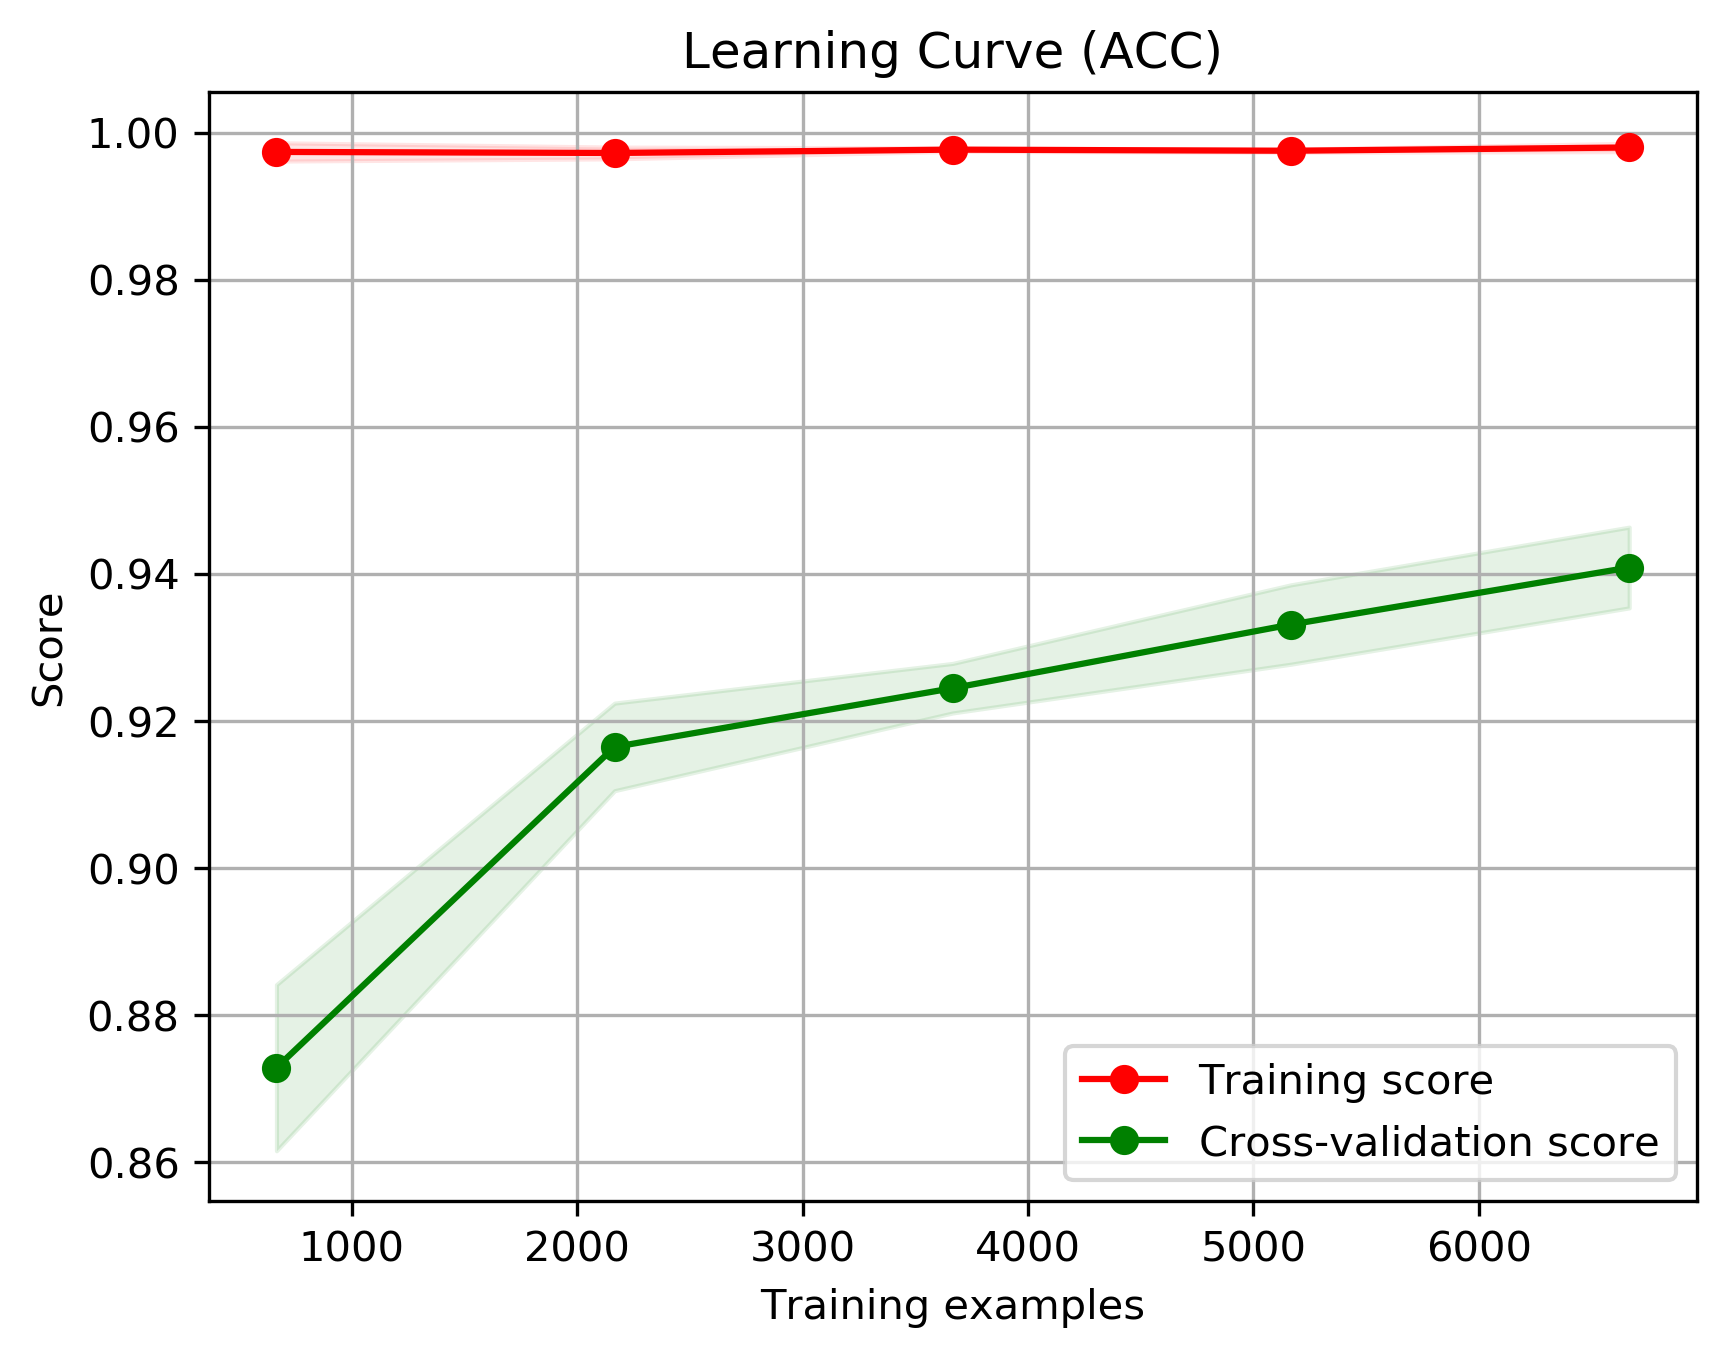 Learning Curve (ACC)
1.00
0.98
0.96
0.94
0.92
0.90
0.88
0.86
Score
Training score
Cross-validation score
1000 2000 3000 4000 5000 6000
Training examples